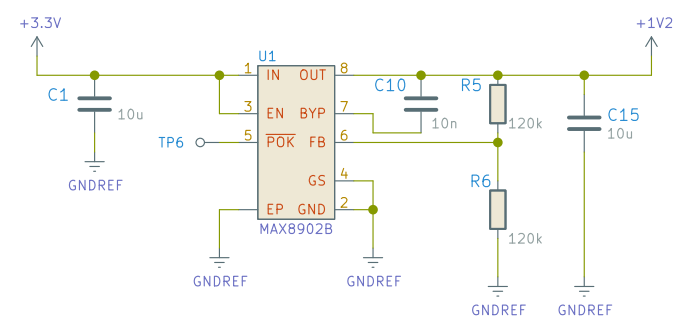 +3.3V
+1V2
U1
1 IN OUT 8
C1
10u
C10
10n
R5
120k
C15
10u
3 EN BYP 7
TP6
5 POK FB 6
GS 4
R6
120k
EP GND 2
MAX8902B
GNDREF
GNDREF
GNDREF
GNDREF
GNDREF